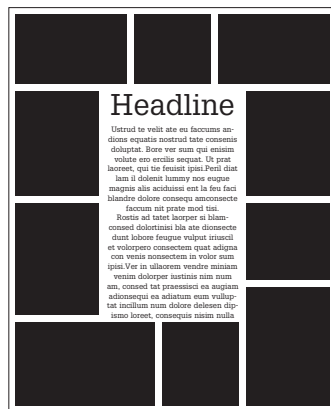 Headline
Ustrud te velit ate eu faccums an-
dions equatis nostrud tate consenis
doluptat. Bore ver sum qui enisim
volute ero ercilis sequat. Ut prat
laoreet, qui tie feuisit ipisi.Peril diat
lam il dolenit lummy nos eugue
magnis alis aciduissi ent la feu faci
blandre dolore consequ amconsecte
faccum nit prate mod tisi.
Rostis ad tatet laorper si blam-
consed dolortinisi bla ate dionsecte
dunt lobore feugue vulput iriuscil
et volorpero consectem quat adigna
con venis nonsectem in volor sum
ipisi.Ver in ullaorem vendre miniam
venim dolorper iustinis nim num
am, consed tat praessisci ea augiam
adionsequi ea adiatum eum vullup-
tat incillum num dolore delesen dip-
ismo loreet, consequis nisim nulla